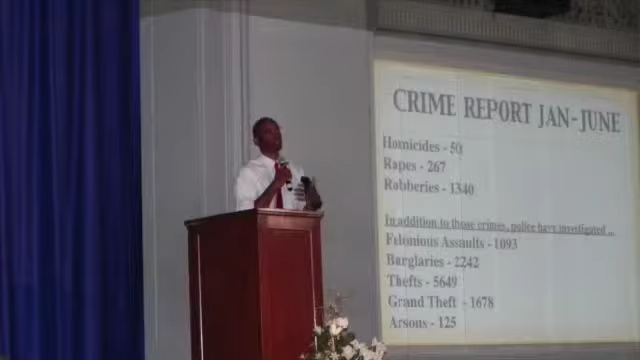 CRIME REPORT JAN-JUNE
Homicides - 50
Rapes - 267
Robberies - 1340
In addition to those crimes, police have investigated ...
Felonious Assaults - 1093
Burglaries - 2242
Thefts - 5649
Grand Theft - 1678
Arsons - 125